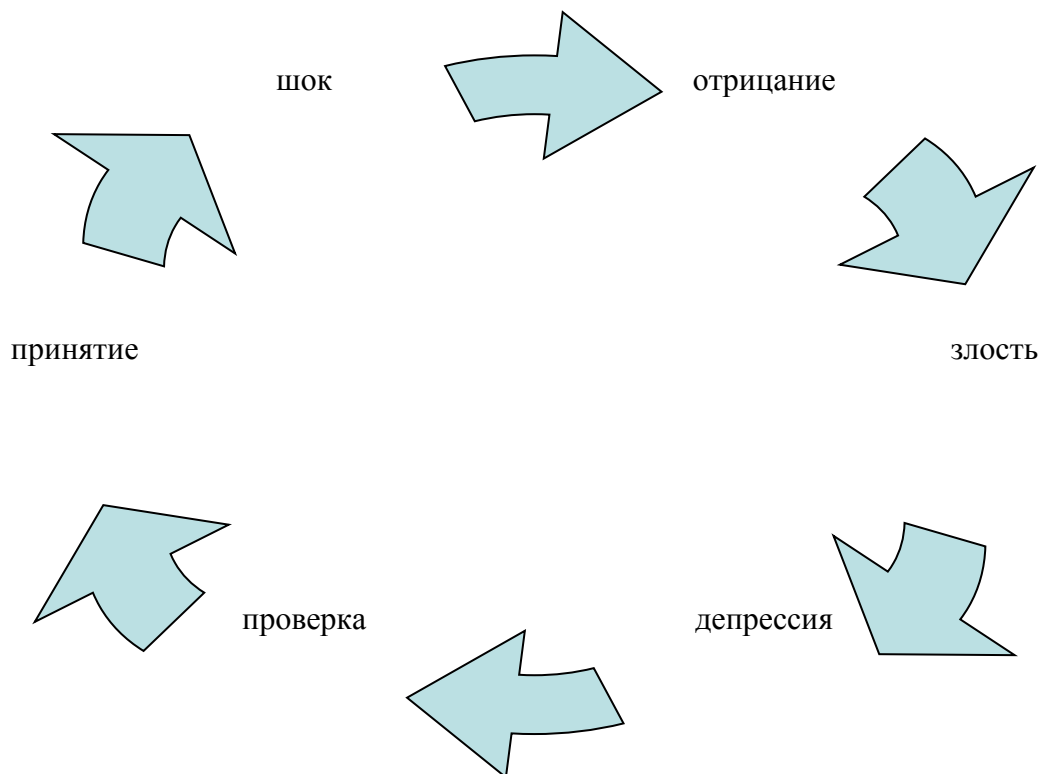 шок
отрицание
злость
депрессия
проверка
принятие